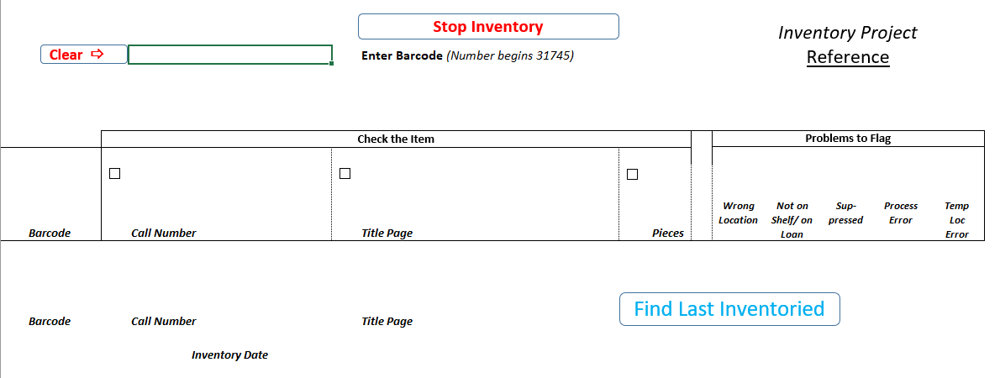 Stop Inventory
Inventory Project
Reference
Clear ⇨
Enter Barcode (Number begins 31745)
Check the Item
Problems to Flag
Barcode
Call Number
Title Page
Pieces
Wrong
Location
Not on
Shelf/ on
Loan
Sup-
pressed
Process
Error
Temp
Loc
Error
Find Last Inventoried
Barcode
Call Number
Title Page
Inventory Date